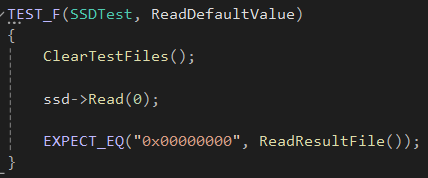 TEST_F(SSDTest, ReadDefaultValue)
{
ClearTestFiles();
ssd->Read(0);
EXPECT_EQ("0x00000000", ReadResultFile());
}